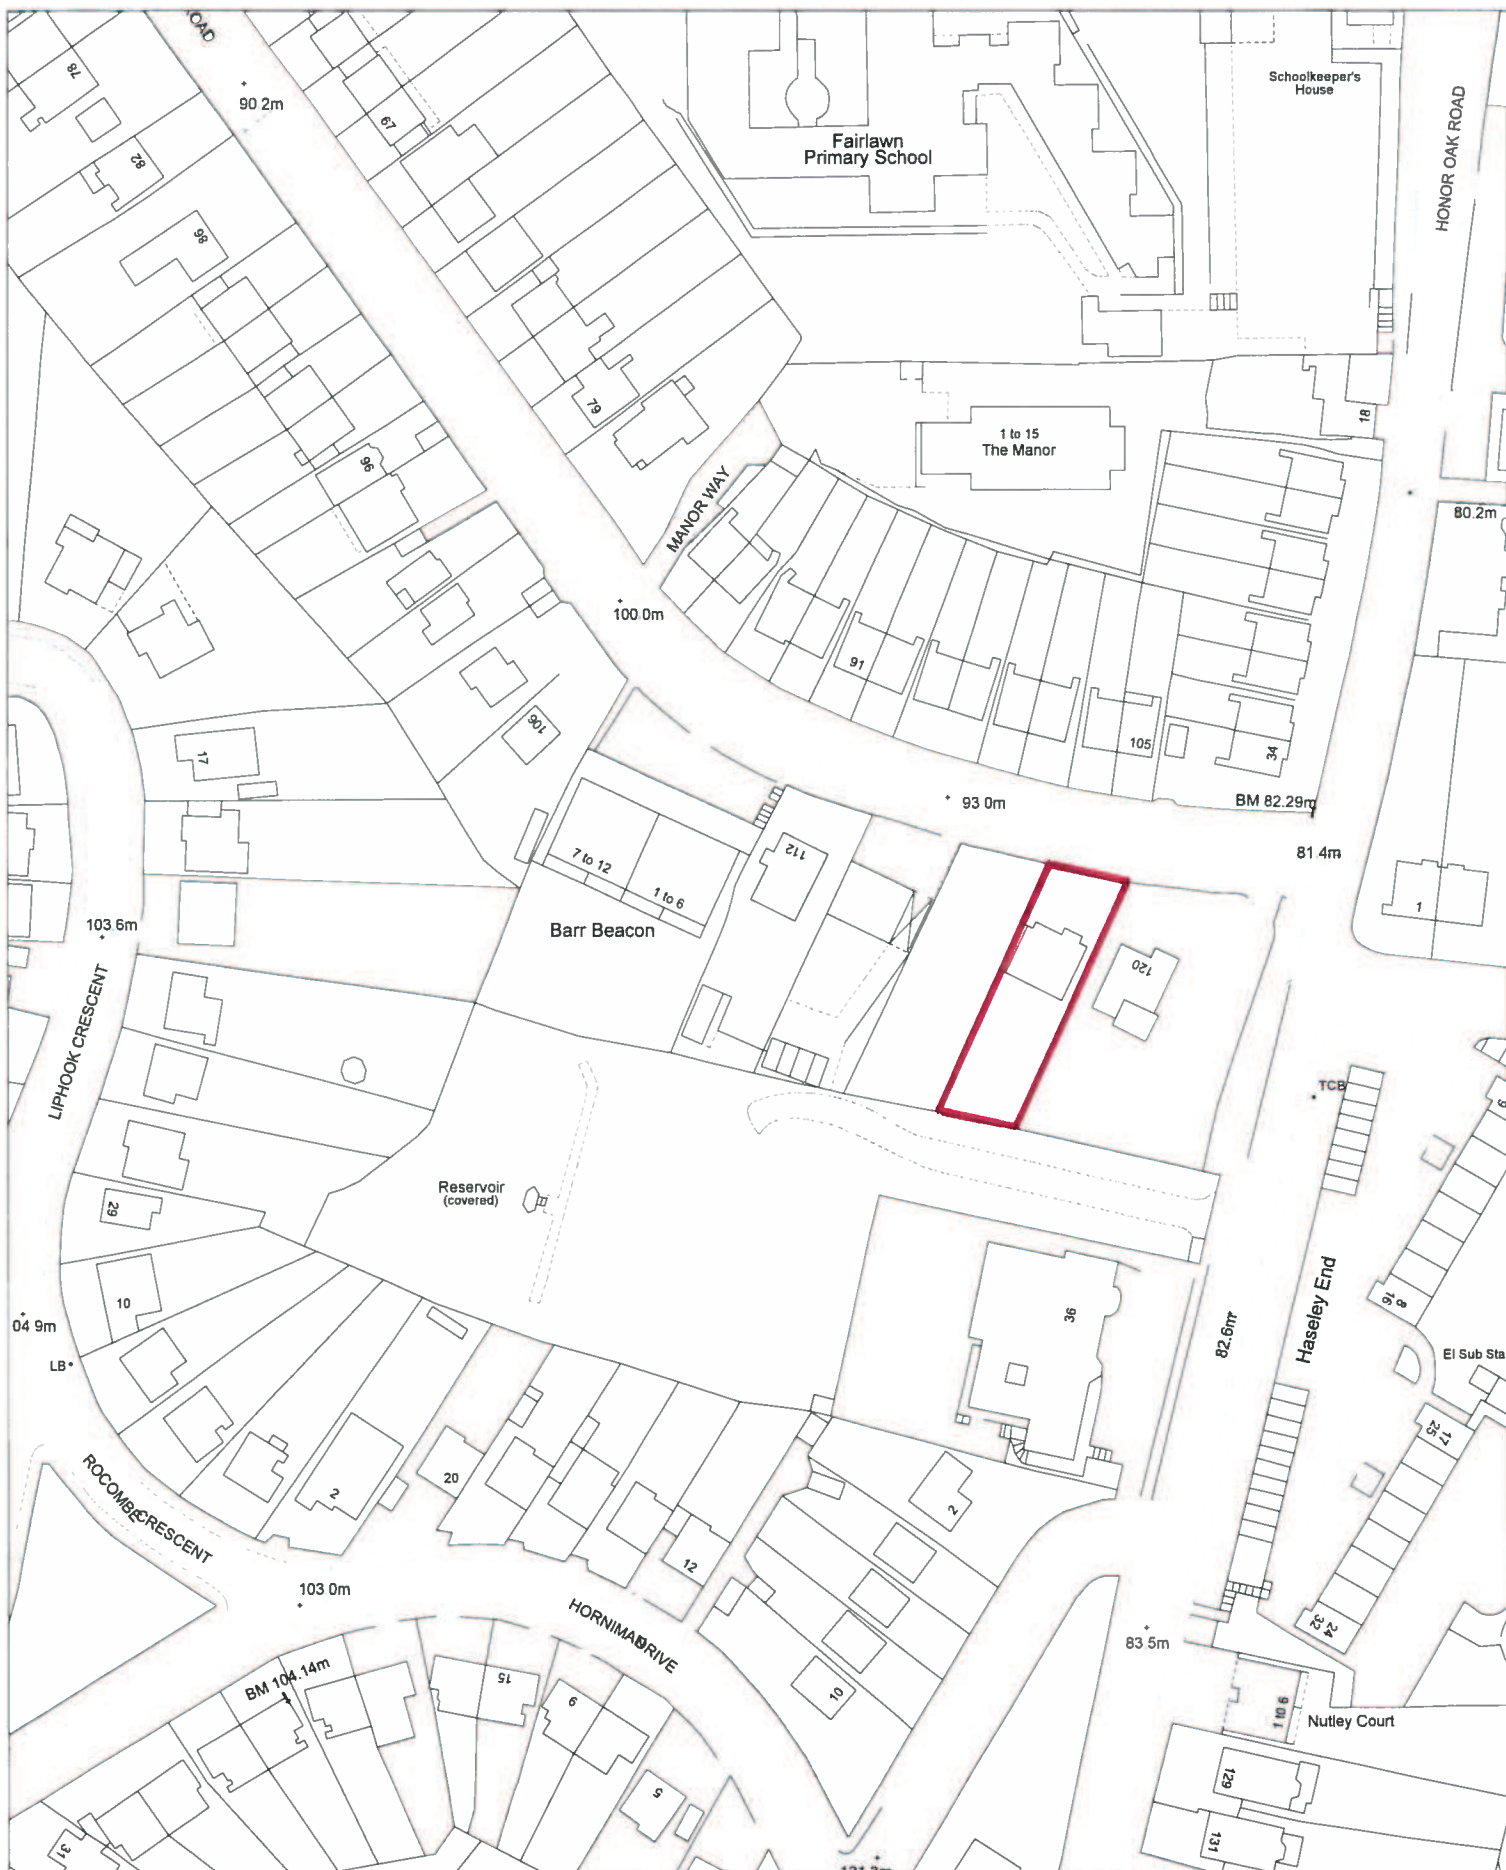 ROAD
78
90.2m
67
Schoolkeeper's
House
Fairlawn
Primary School
HONOR OAK ROAD
82
86
79
18
1 to 15
The Manor
96
MANOR WAY
80.2m
100.0m
91
105
34
106
17
93.0m
BM 82.29m
81.4m
112
7 to 12
1 to 6
1
103.6m
Barr Beacon
120
LIPHOOK CRESCENT
TCB
9
Reservoir
(covered)
29
10
36
Haseley End
8
16
04.9m
82.6m
LB
El Sub Sta
17
25
ROCOMBE CRESCENT
20
2
2
12
103.0m
HORNIMAN DRIVE
24
32
83.5m
BM 104.14m
15
9
10
1 to 6
Nutley Court
5
129
31
131